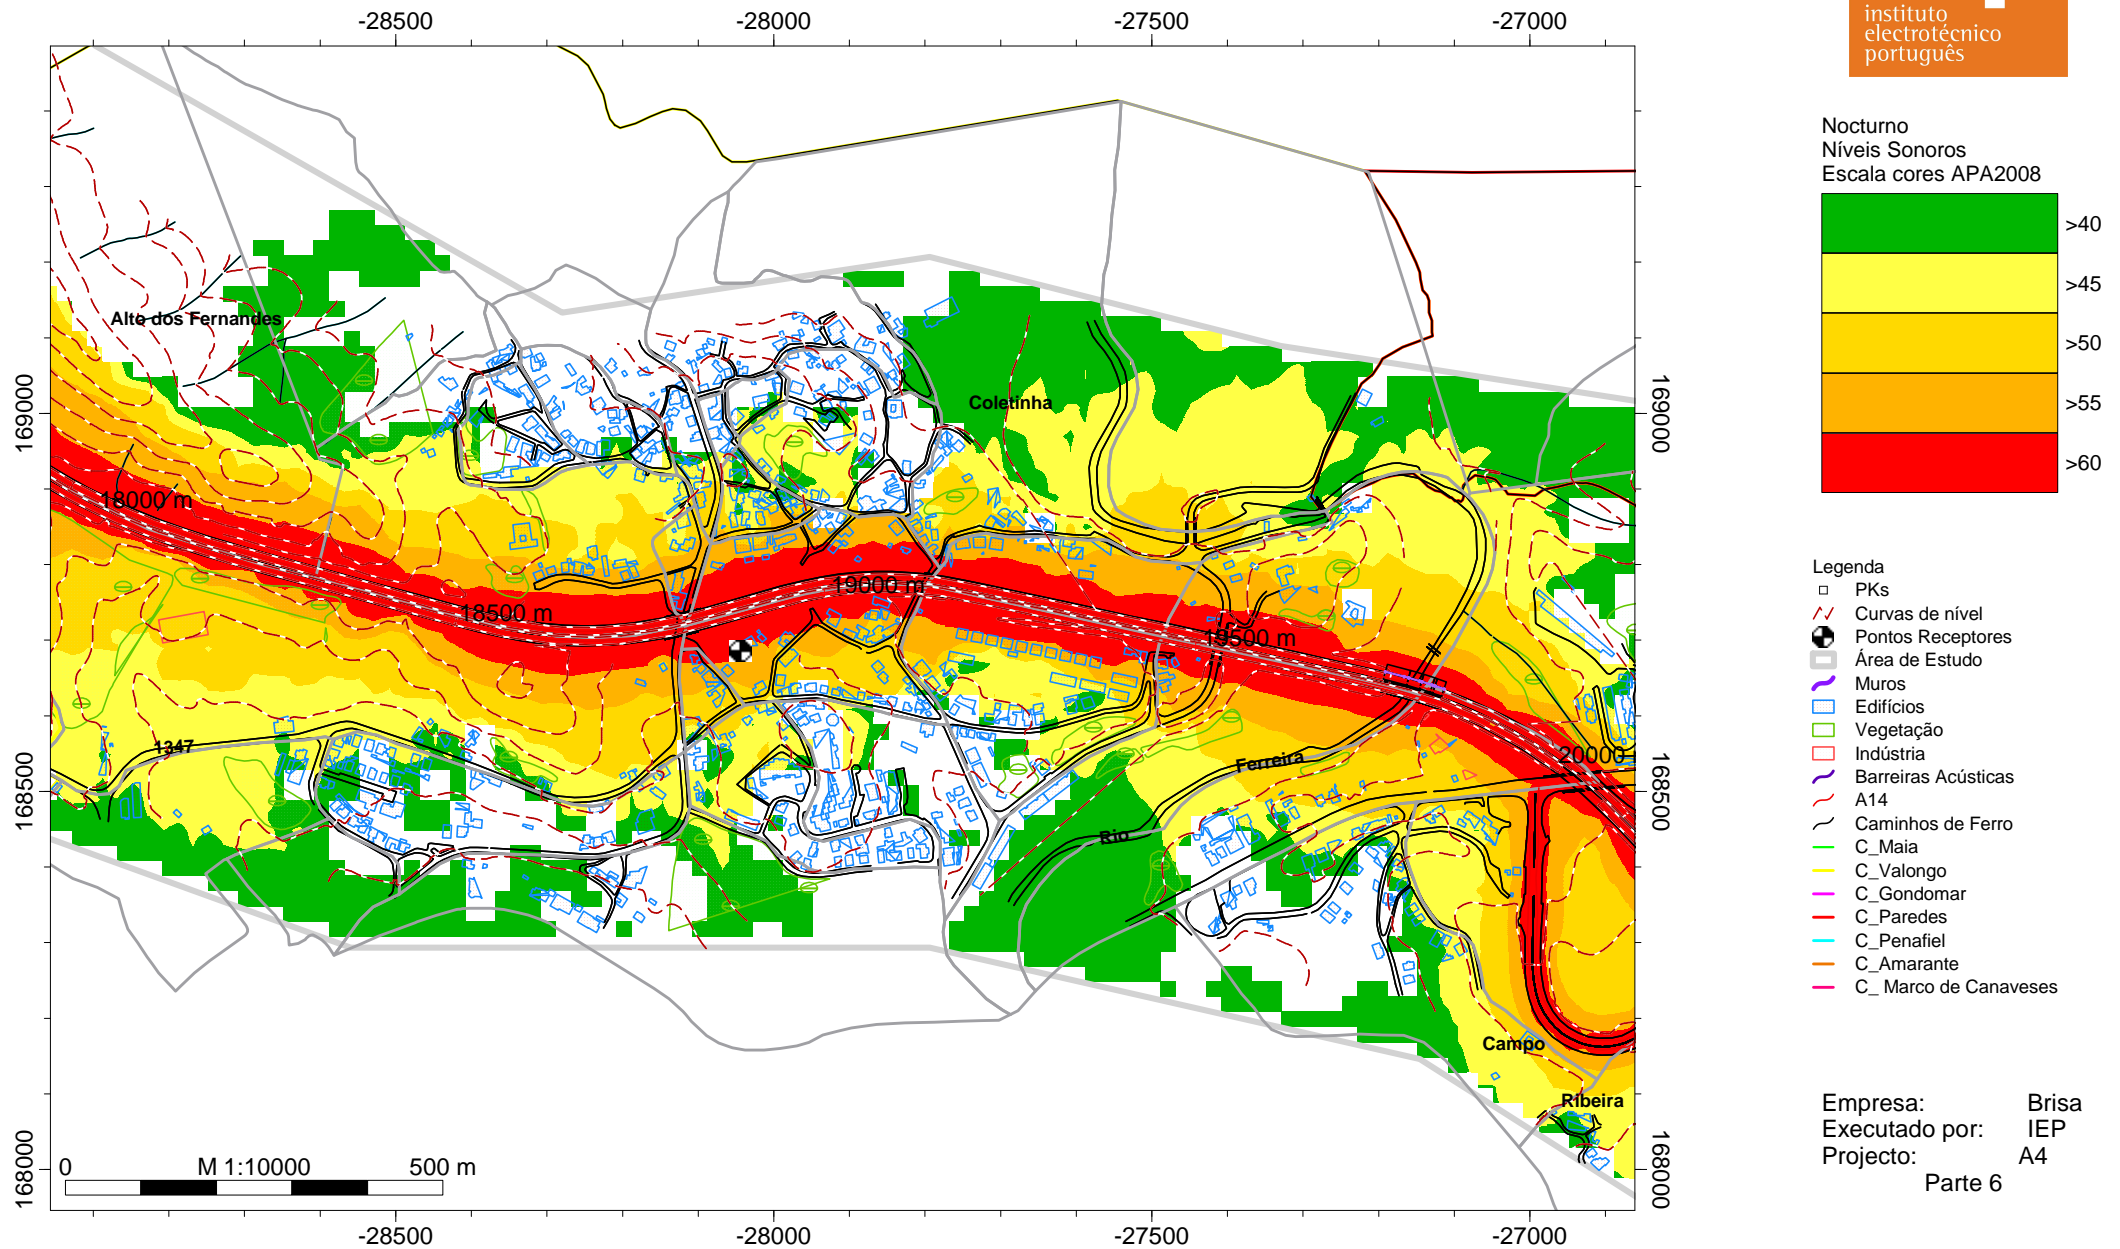 -28500
-28000
-27500
-27000
instituto
electrotécnico
português
Nocturno
Níveis Sonoros
Escala cores APA2008
>40
>45
>50
>55
>60
Alto dos Fernandes
Coletinha
169000
169000
18000 m
18500 m
19000 m
19500 m
20000
1347
Ferreira
Rio
168500
168500
Campo
Ribeira
168000
168000
0
M 1:10000
500 m
-28500
-28000
-27500
-27000
Legenda
PKs
Curvas de nível
Pontos Receptores
Área de Estudo
Muros
Edifícios
Vegetação
Indústria
Barreiras Acústicas
A14
Caminhos de Ferro
C_Maia
C_Valongo
C_Gondomar
C_Paredes
C_Penafiel
C_Amarante
C_ Marco de Canaveses
Empresa: Brisa
Executado por: IEP
Projecto: A4
Parte 6